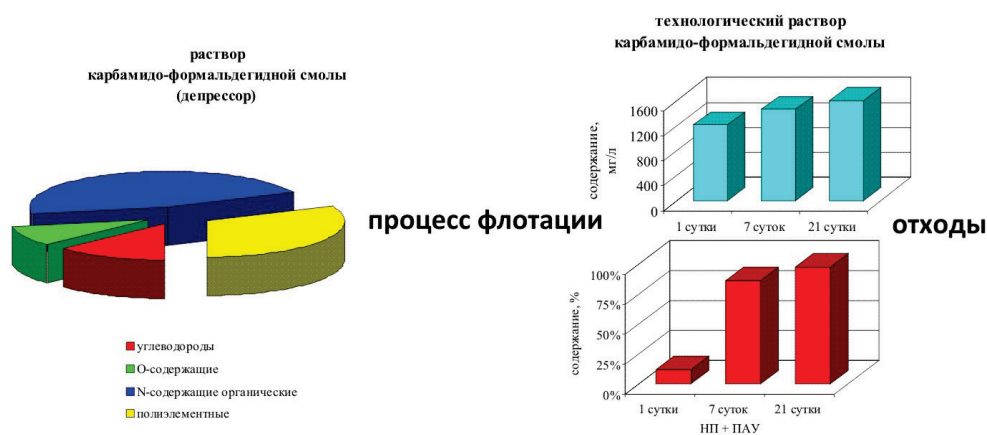 раствор
карбамидо-формальдегидной смолы
(депрессор)
углеводороды
О-содержащие
N-содержащие органические
полиэлементные
процесс флотации
технологический раствор
карбамидо-формальдегидной смолы
содержание,
мг/л
1600
1200
800
400
0
1 сутки
7 суток
21 сутки
содержание, %
100%
75%
50%
25%
0%
1 сутки
7 суток
21 сутки
НП + ПАУ
отходы